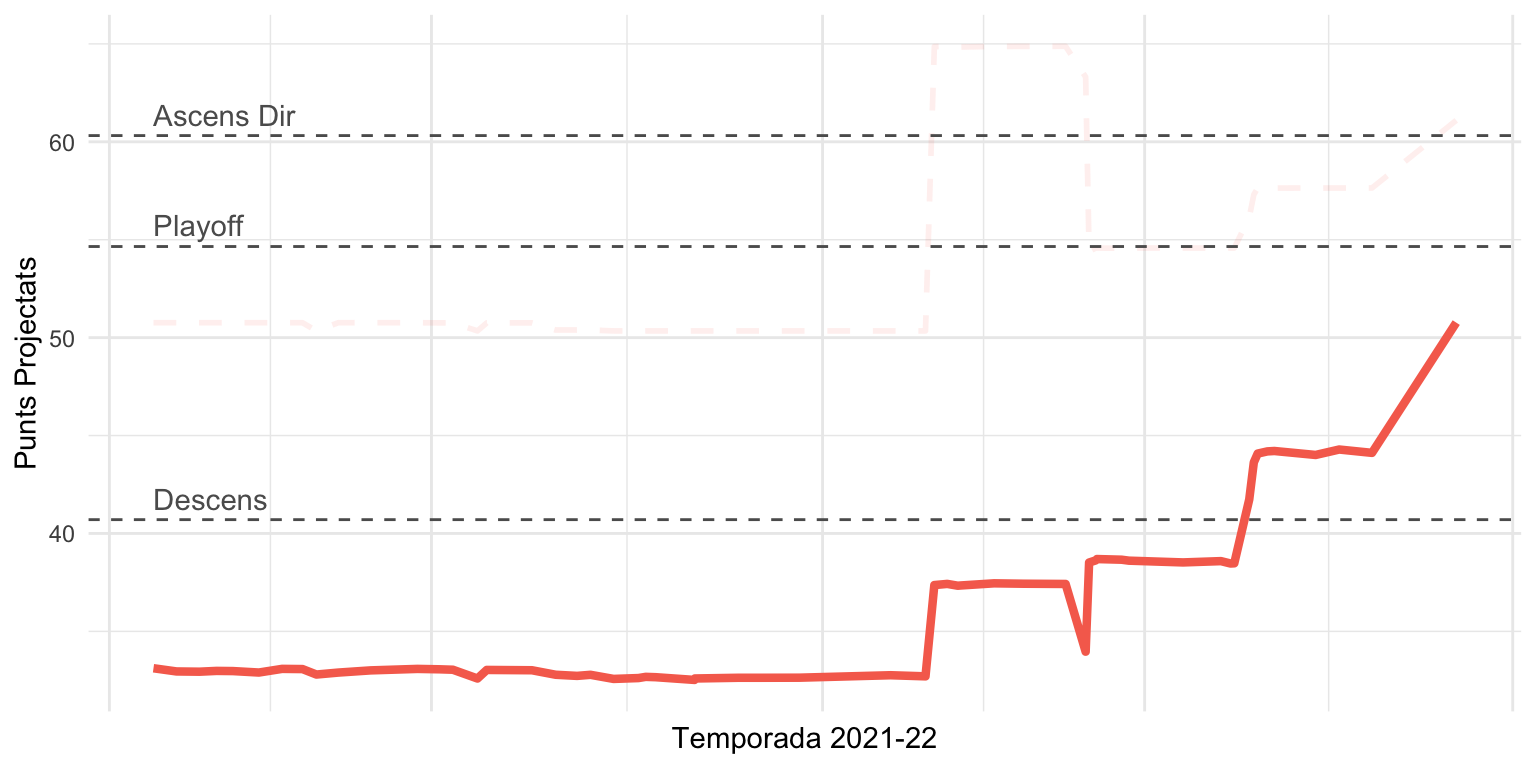 Ascens Dir
60
Playoff
50
Descens
40
Punts Projectats
Temporada 2021-22